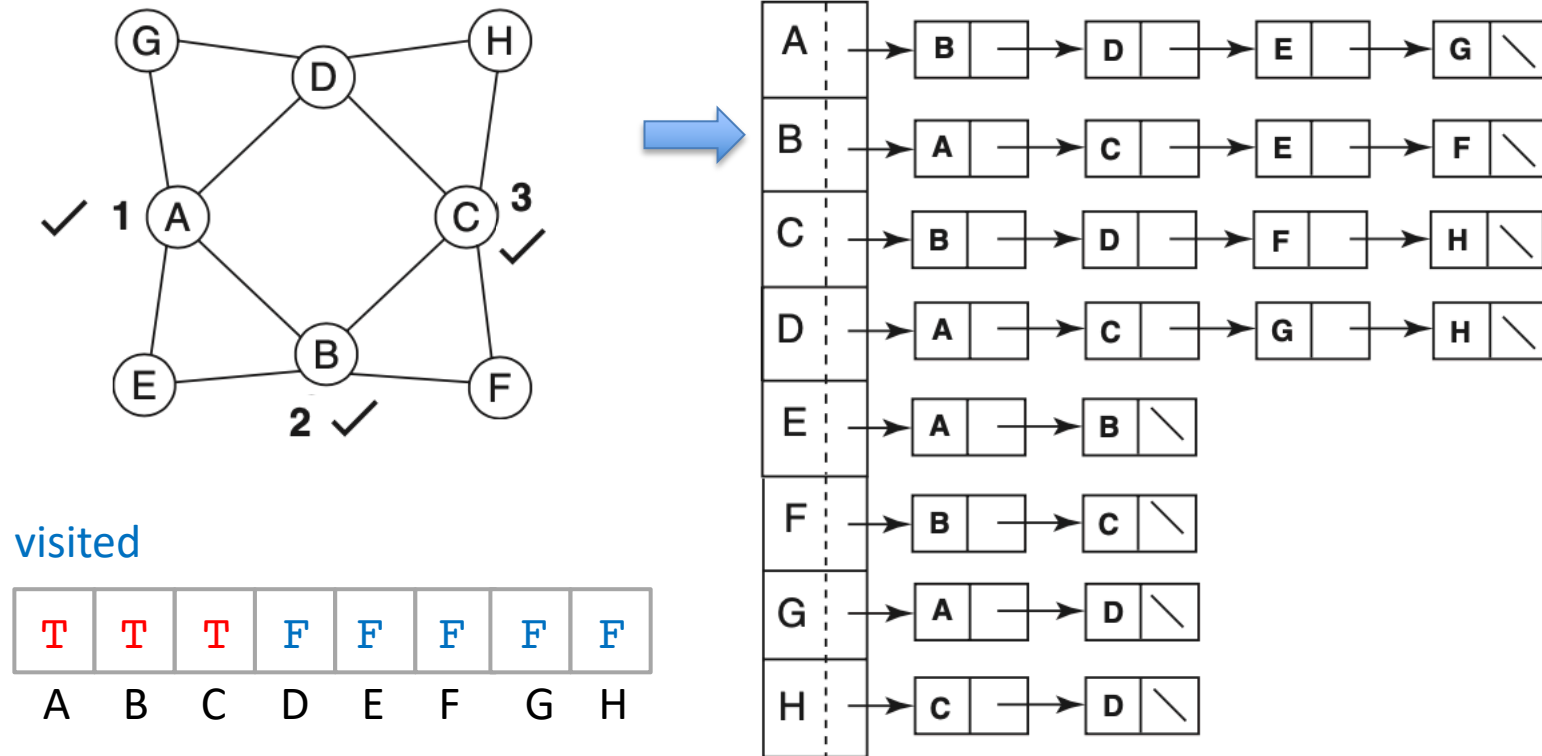 G H
D
1 A C 3
B
E F
2
visited
T T T F F F F F
A B C D E F G H
A B D E G
B A C E F
C B D F H
D A C G H
E A B
F B C
G A D
H C D